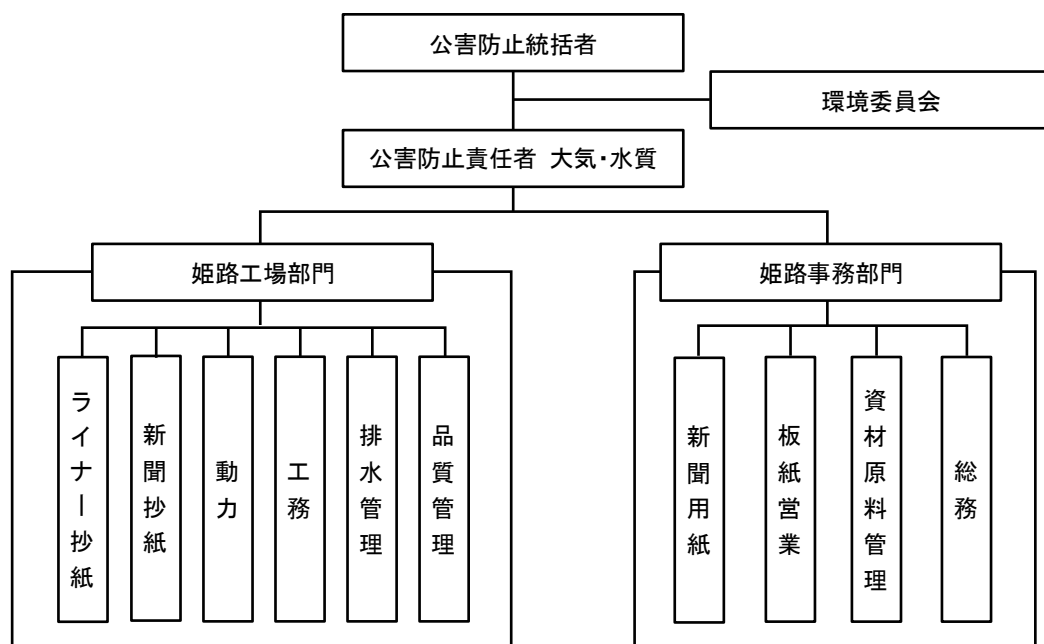 公害防止統括者
環境委員会
公害防止責任者 大気・水質
姫路工場部門
姫路事務部門
ライナー抄紙
新聞抄紙
動力
工務
排水管理
品質管理
新聞用紙
板紙営業
資材原料管理
総務